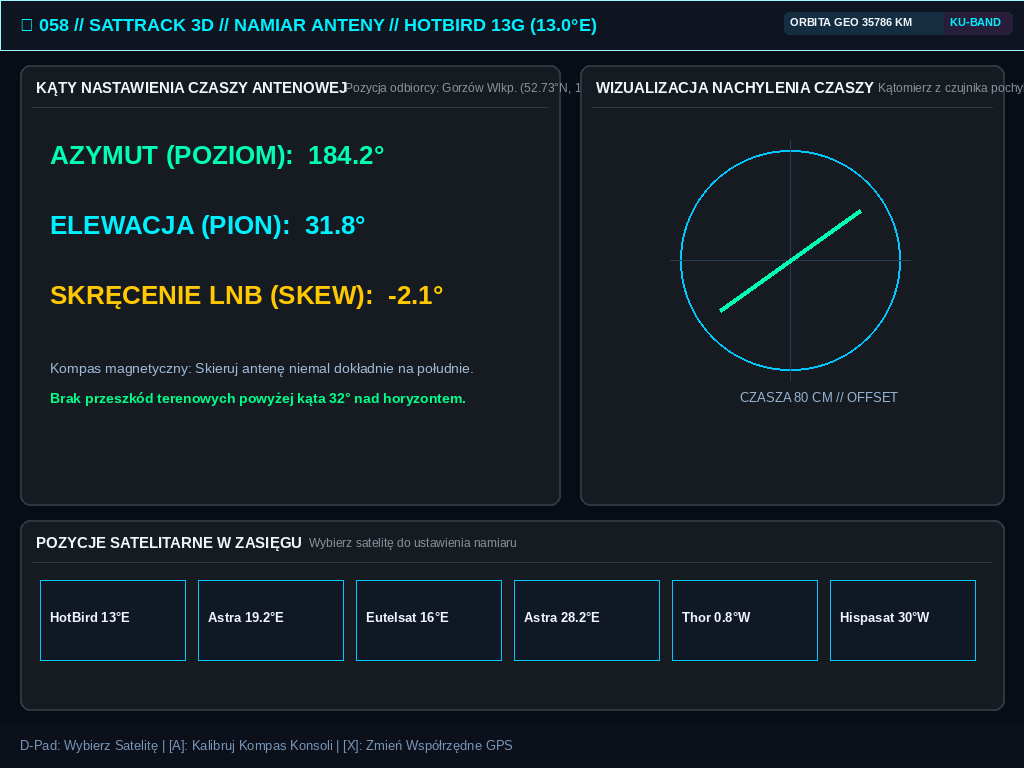 058 // SATTRACK 3D // NAMIAR ANTENY // HOTBIRD 13G (13.0°E)
ORBITA GEO 35786 KM
KU-BAND
KĄTY NASTAWIENIA CZASZY ANTENOWEJ
Pozycja odbiorcy: Gorzów Wlkp. (52.73°N, 1
AZYMUT (POZIOM): 184.2°
ELEWACJA (PION): 31.8°
SKRĘCENIE LNB (SKEW): -2.1°
Kompas magnetyczny: Skieruj antenę niemal dokładnie na południe.
Brak przeszkód terenowych powyżej kąta 32° nad horyzontem.
WIZUALIZACJA NACHYLENIA CZASZY
Kątomierz z czujnika pochyl
CZASZA 80 CM // OFFSET
POZYCJE SATELITARNE W ZASIĘGU
Wybierz satelitę do ustawienia namiaru
HotBird 13°E
Astra 19.2°E
Eutelsat 16°E
Astra 28.2°E
Thor 0.8°W
Hispasat 30°W
D-Pad: Wybierz Satelitę | [A]: Kalibruj Kompas Konsoli | [X]: Zmień Współrzędne GPS